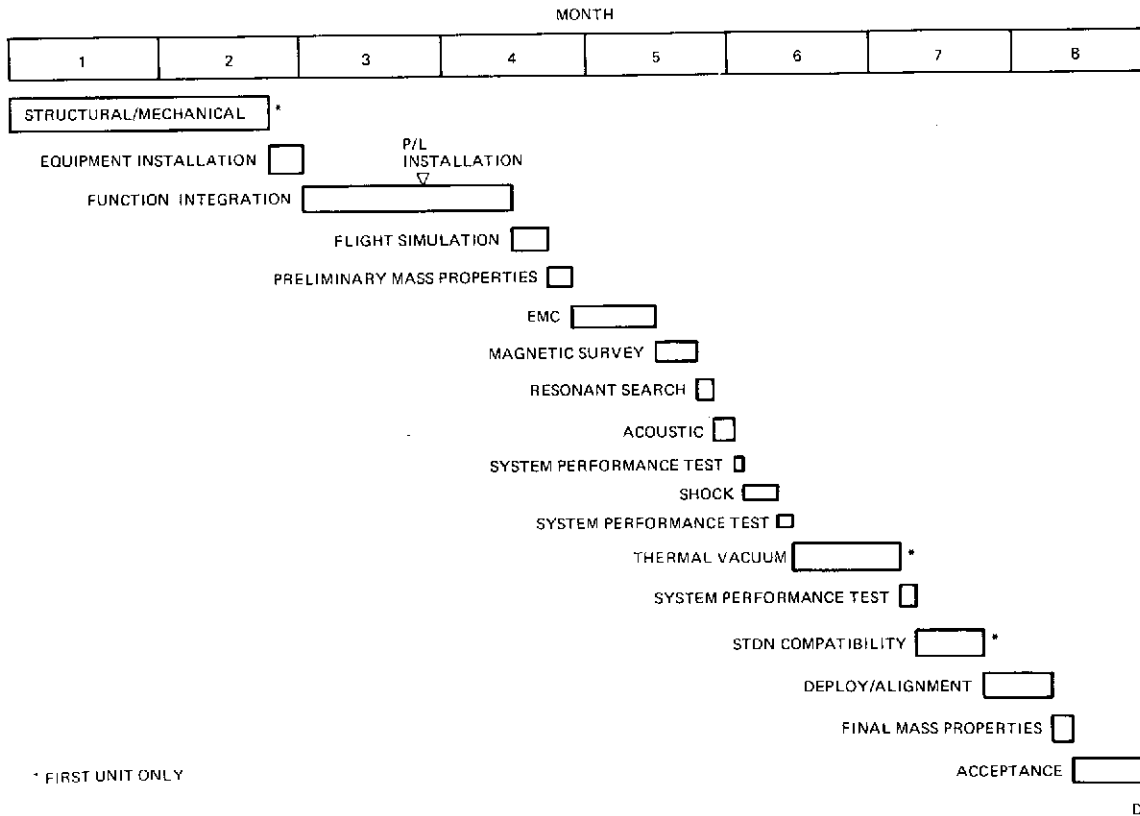 MONTH
1 2 3 4 5 6 7 8
STRUCTURAL/MECHANICAL *
EQUIPMENT INSTALLATION
P/L
INSTALLATION
FUNCTION INTEGRATION
FLIGHT SIMULATION
PRELIMINARY MASS PROPERTIES
EMC
MAGNETIC SURVEY
RESONANT SEARCH
ACOUSTIC
SYSTEM PERFORMANCE TEST
SHOCK
SYSTEM PERFORMANCE TEST
THERMAL VACUUM *
SYSTEM PERFORMANCE TEST
STDN COMPATIBILITY *
DEPLOY/ALIGNMENT
FINAL MASS PROPERTIES
* FIRST UNIT ONLY
ACCEPTANCE
D